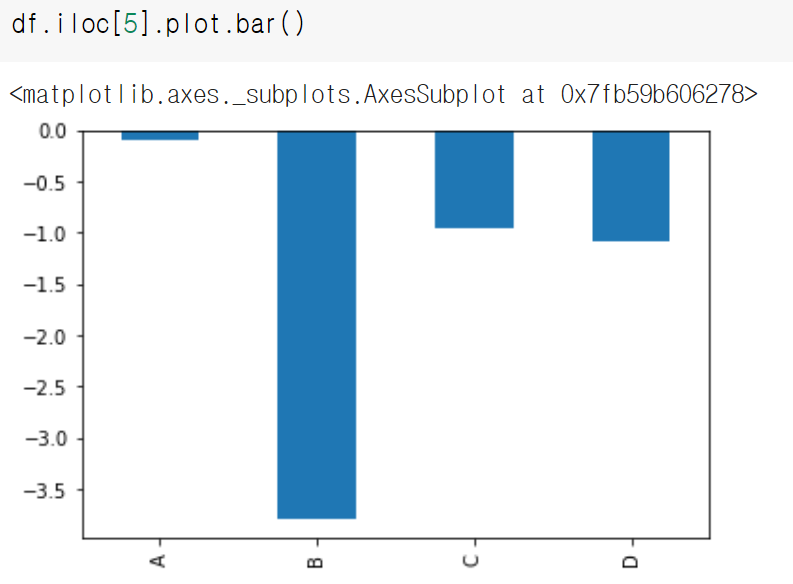 df.iloc[5].plot.bar()
<matplotlib.axes._subplots.AxesSubplot at 0x7fb59b606278>
0.0
−0.5
−1.0
−1.5
−2.0
−2.5
−3.0
−3.5
A B C D